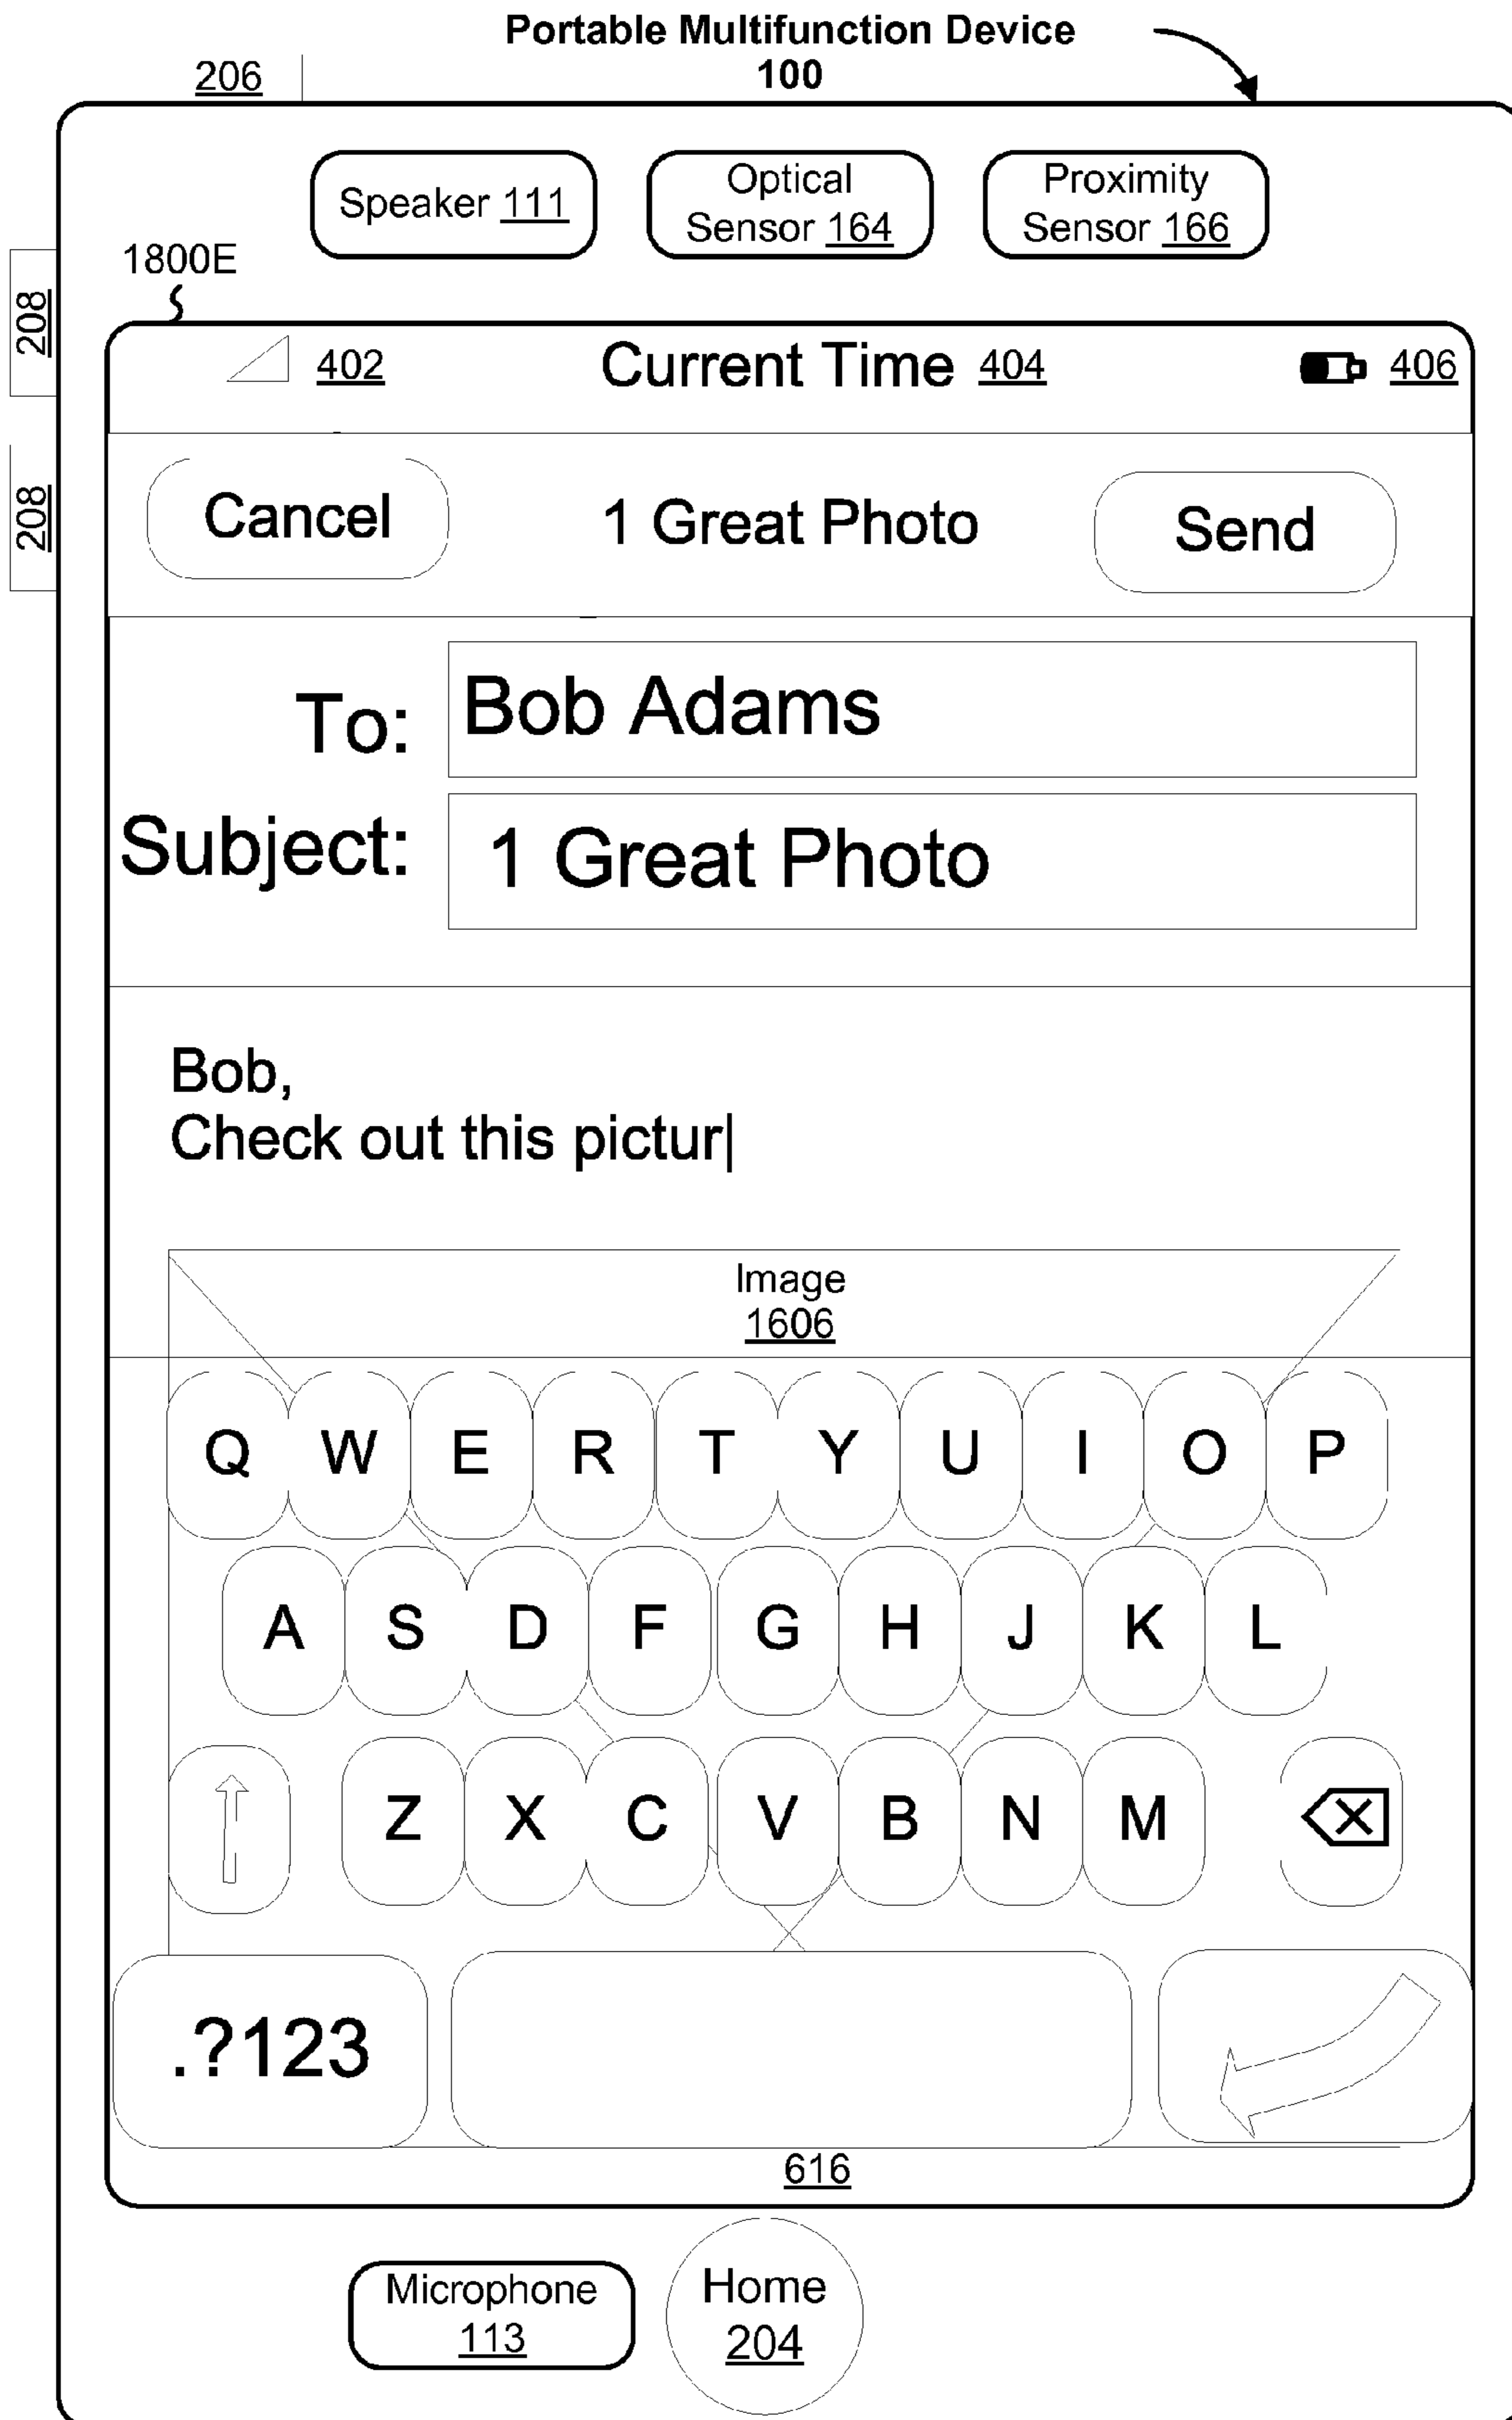 Portable Multifunction Device
100
206
Speaker 111
Optical
Sensor 164
Proximity
Sensor 166
1800E
208
208
402
Current Time 404
406
Cancel
1 Great Photo
Send
To:
Bob Adams
Subject:
1 Great Photo
Bob,
Check out this pictur
Image
1606
Q W E R T Y U I O P
A S D F G H J K L
Z X C V B N M
.?123
616
Microphone
113
Home
204